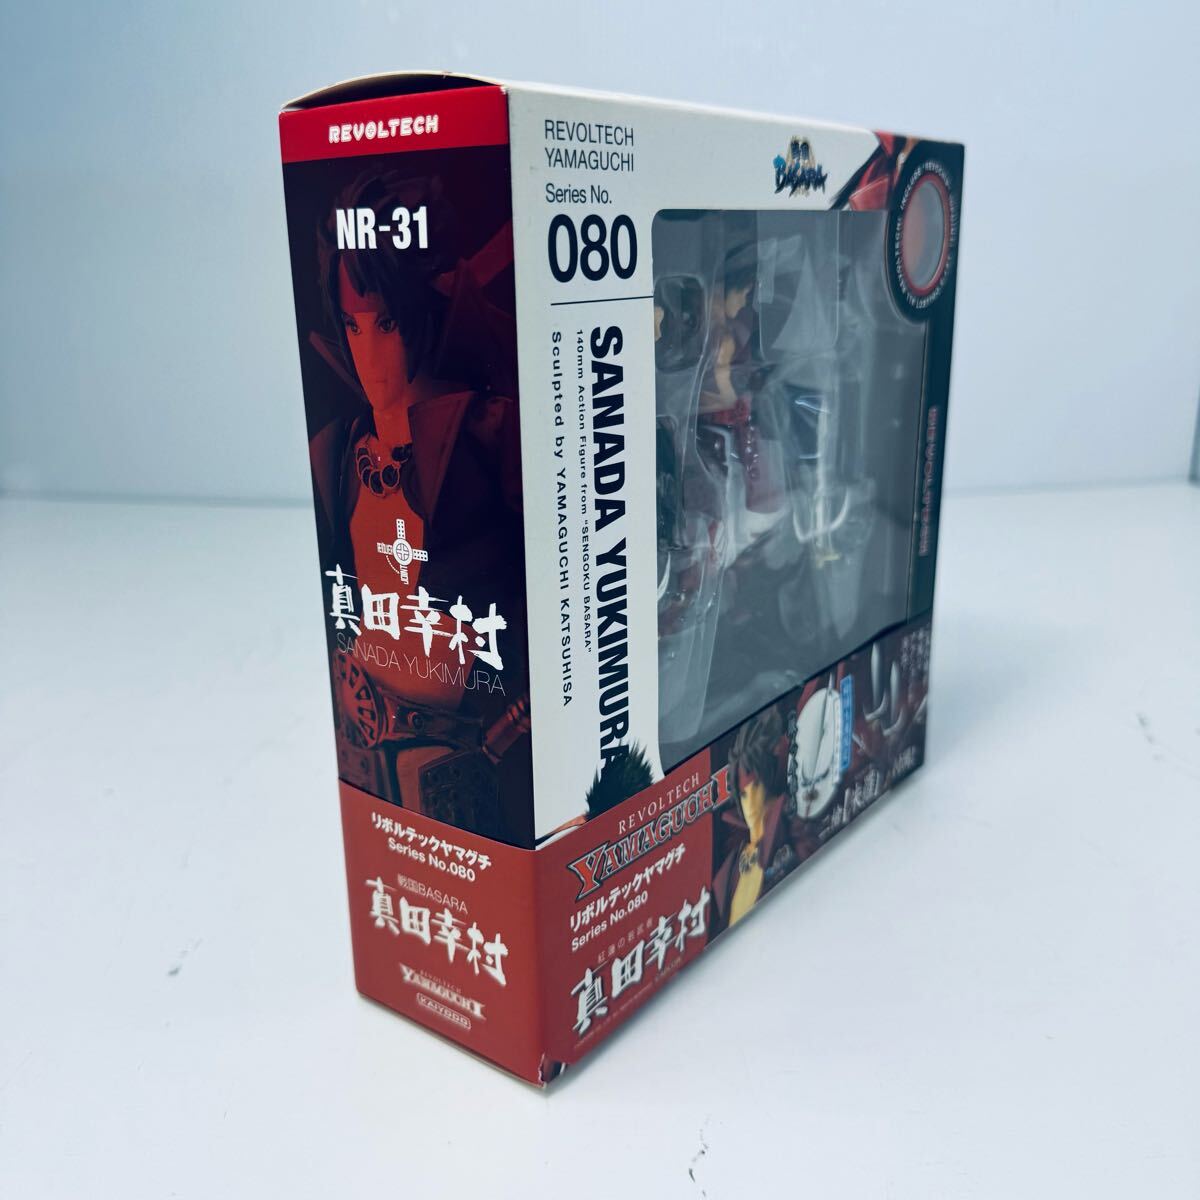 REVOLTECH
NR-31
真田幸村
SANADA YUKIMURA
リボルテックヤマグチ
Series No.080
戦国BASARA
真田幸村
REVOLTECH
YAMAGUCHI
KAIYODO
REVOLTECH
YAMAGUCHI
Series No.
080
SANADA YUKIMURA
140mm Action Figure from "SENGOKU BASARA"
Sculpted by YAMAGUCHI KATSUHISA
BASARA
REVOLTECH
YAMAGUCHI
リボルテックヤマグチ
Series No.080
真田幸村